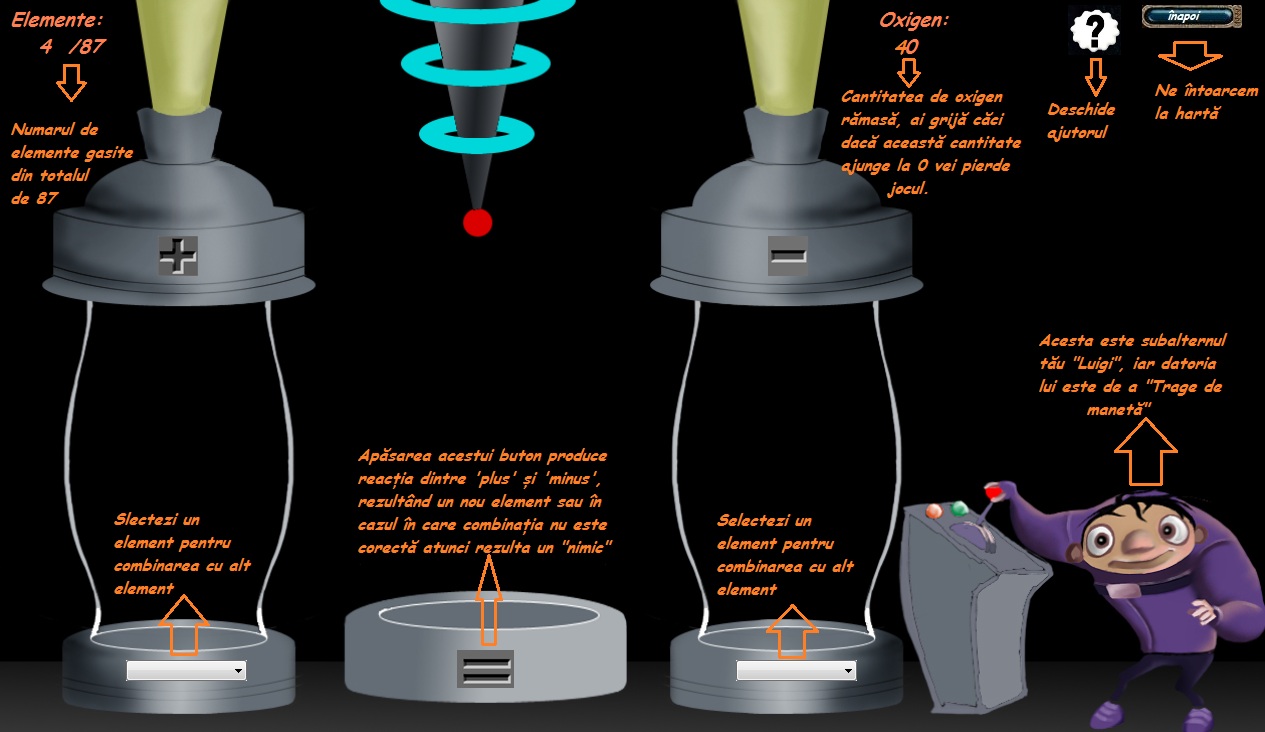 Elemente:
4 /87
Numarul de
elemente gasite
din totalul
de 87
Oxigen:
40
Cantitatea de oxigen
rămasă, ai grijă căci
dacă această cantitate
ajunge la 0 vei pierde
jocul.
?
Deschide
ajutorul
înapoi
Ne întoarcem
la hartă
+
−
Acesta este subalternul
tău "Luigi", iar datoria
lui este de a "Trage de
manetă"
Slectezi un
element pentru
combinarea cu alt
element
Apăsarea acestui buton produce
reacția dintre 'plus' și 'minus',
rezultând un nou element sau în
cazul în care combinația nu este
corectă atunci rezulta un "nimic"
=
Selectezi un
element pentru
combinarea cu alt
element